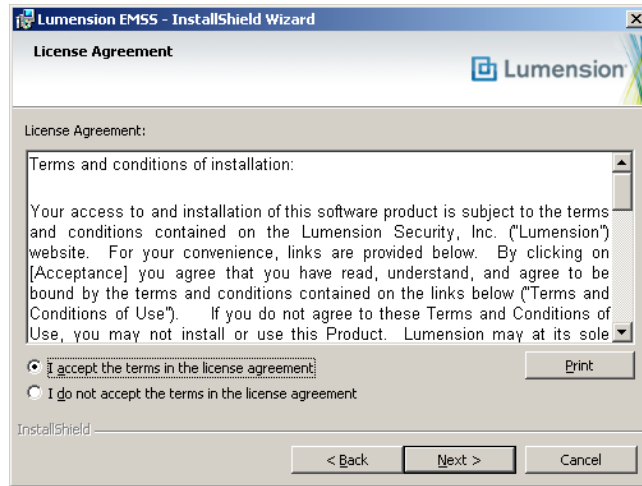 Lumension EMSS - InstallShield Wizard
License Agreement
Lumension
License Agreement:
Terms and conditions of installation:
Your access to and installation of this software product is subject to the terms
and conditions contained on the Lumension Security, Inc. ("Lumension")
website. For your convenience, links are provided below. By clicking on
[Acceptance] you agree that you have read, understand, and agree to be
bound by the terms and conditions contained on the links below ("Terms and
Conditions of Use"). If you do not agree to these Terms and Conditions of
Use, you may not install or use this Product. Lumension may at its sole
I accept the terms in the license agreement
Print
I do not accept the terms in the license agreement
InstallShield
< Back
Next >
Cancel